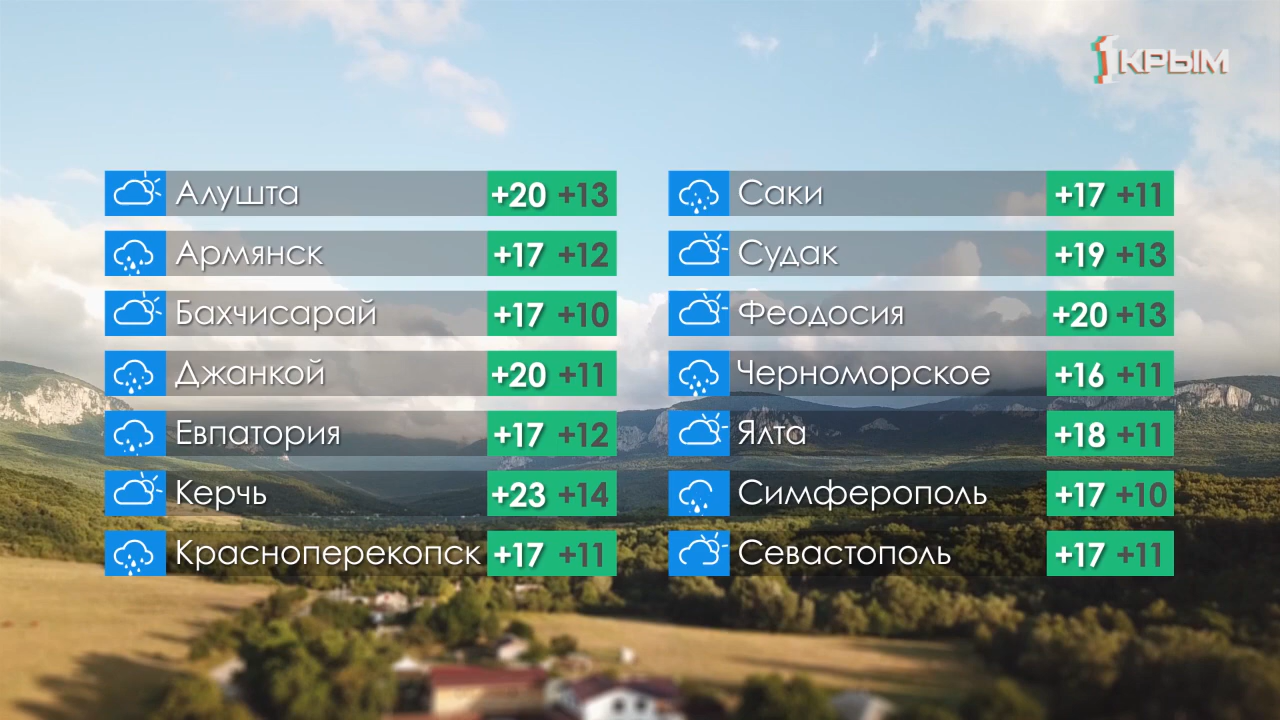 1 КРЫМ
Алушта +20 +13
Армянск +17 +12
Бахчисарай +17 +10
Джанкой +20 +11
Евпатория +17 +12
Керчь +23 +14
Красноперекопск +17 +11
Саки +17 +11
Судак +19 +13
Феодосия +20 +13
Черноморское +16 +11
Ялта +18 +11
Симферополь +17 +10
Севастополь +17 +11